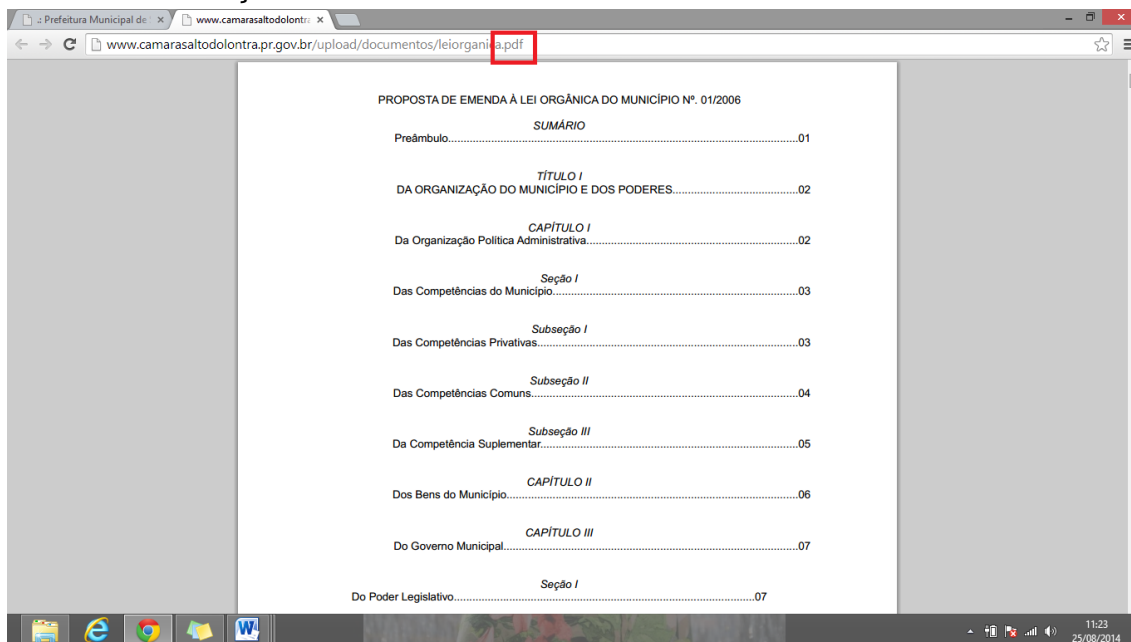 .: Prefeitura Municipal de
www.camarasaltodolontra
www.camarasaltodolontra.pr.gov.br/upload/documentos/leiorganica.pdf
PROPOSTA DE EMENDA À LEI ORGÂNICA DO MUNICÍPIO Nº. 01/2006
SUMÁRIO
Preâmbulo....................................................................................................................01
TÍTULO I
DA ORGANIZAÇÃO DO MUNICÍPIO E DOS PODERES.........................................02
CAPÍTULO I
Da Organização Política Administrativa.....................................................................02
Seção I
Das Competências do Município................................................................................03
Subseção I
Das Competências Privativas.....................................................................................03
Subseção II
Das Competências Comuns.......................................................................................04
Subseção III
Da Competência Suplementar....................................................................................05
CAPÍTULO II
Dos Bens do Município...............................................................................................06
CAPÍTULO III
Do Governo Municipal................................................................................................07
Seção I
Do Poder Legislativo..................................................................................................07
11:23
25/08/2014